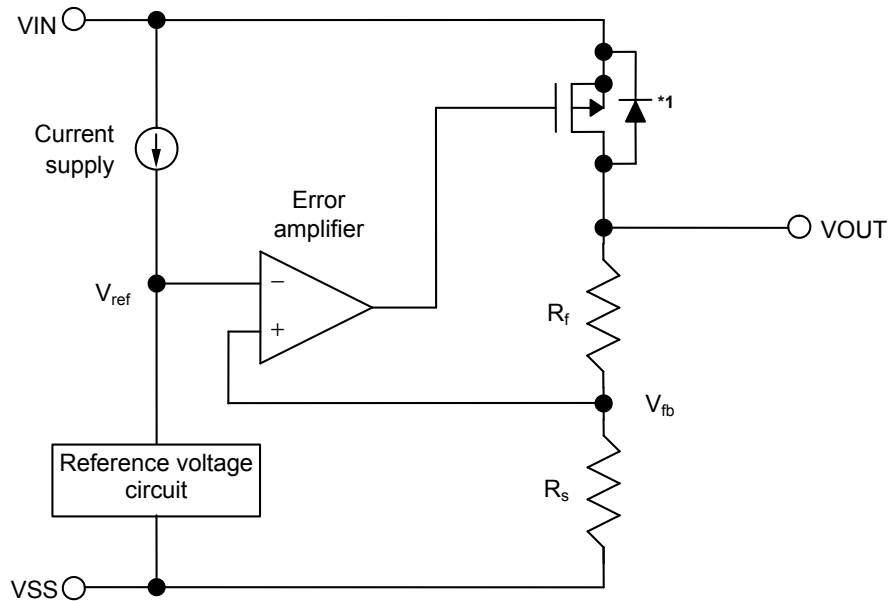 VIN
*1
Current
supply
Error
amplifier
VOUT
Vref
−
+
Rf
Vfb
Reference voltage
circuit
Rs
VSS